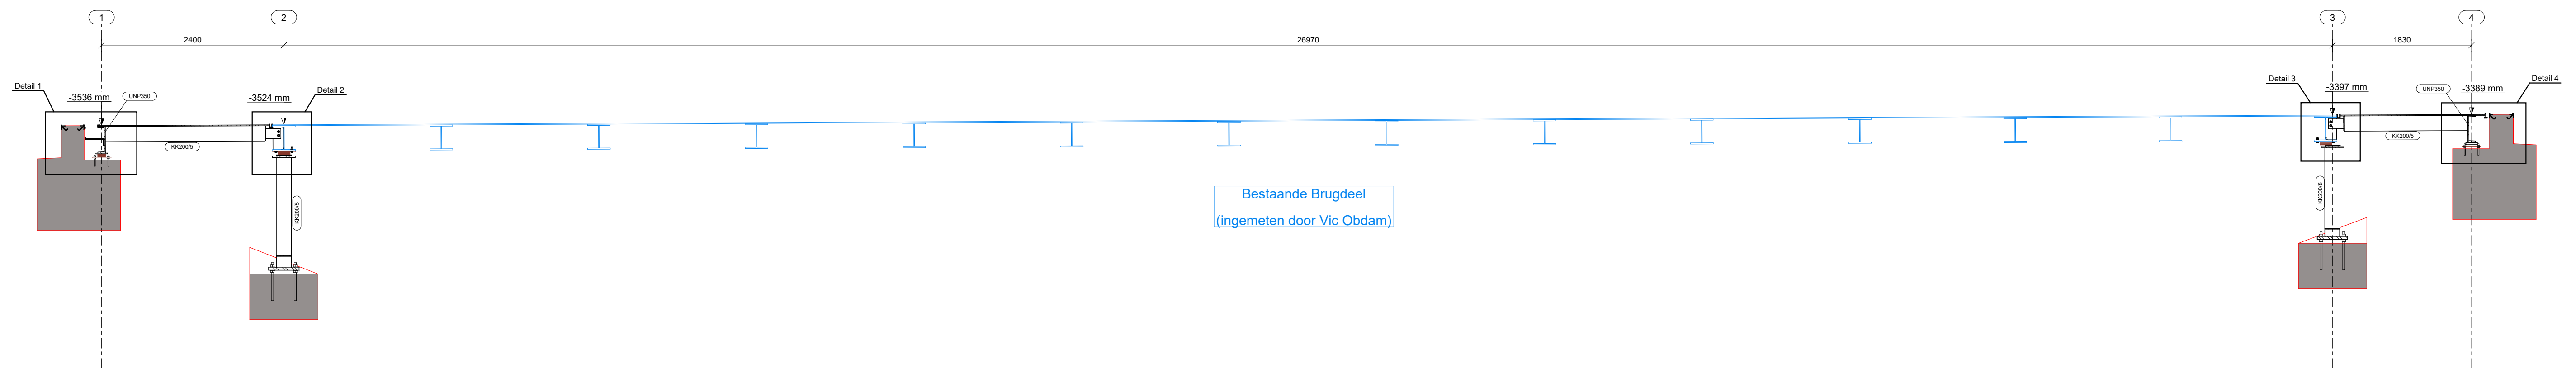 1
2
3
4
2400
26970
1830
Detail 1
-3536 mm
UNP350
-3524 mm
Detail 2
Detail 3
-3397 mm
UNP350
-3389 mm
Detail 4
KK200/5
KK200/5
KK200/5
KK200/5
Bestaande Brugdeel
(ingemeten door Vic Obdam)